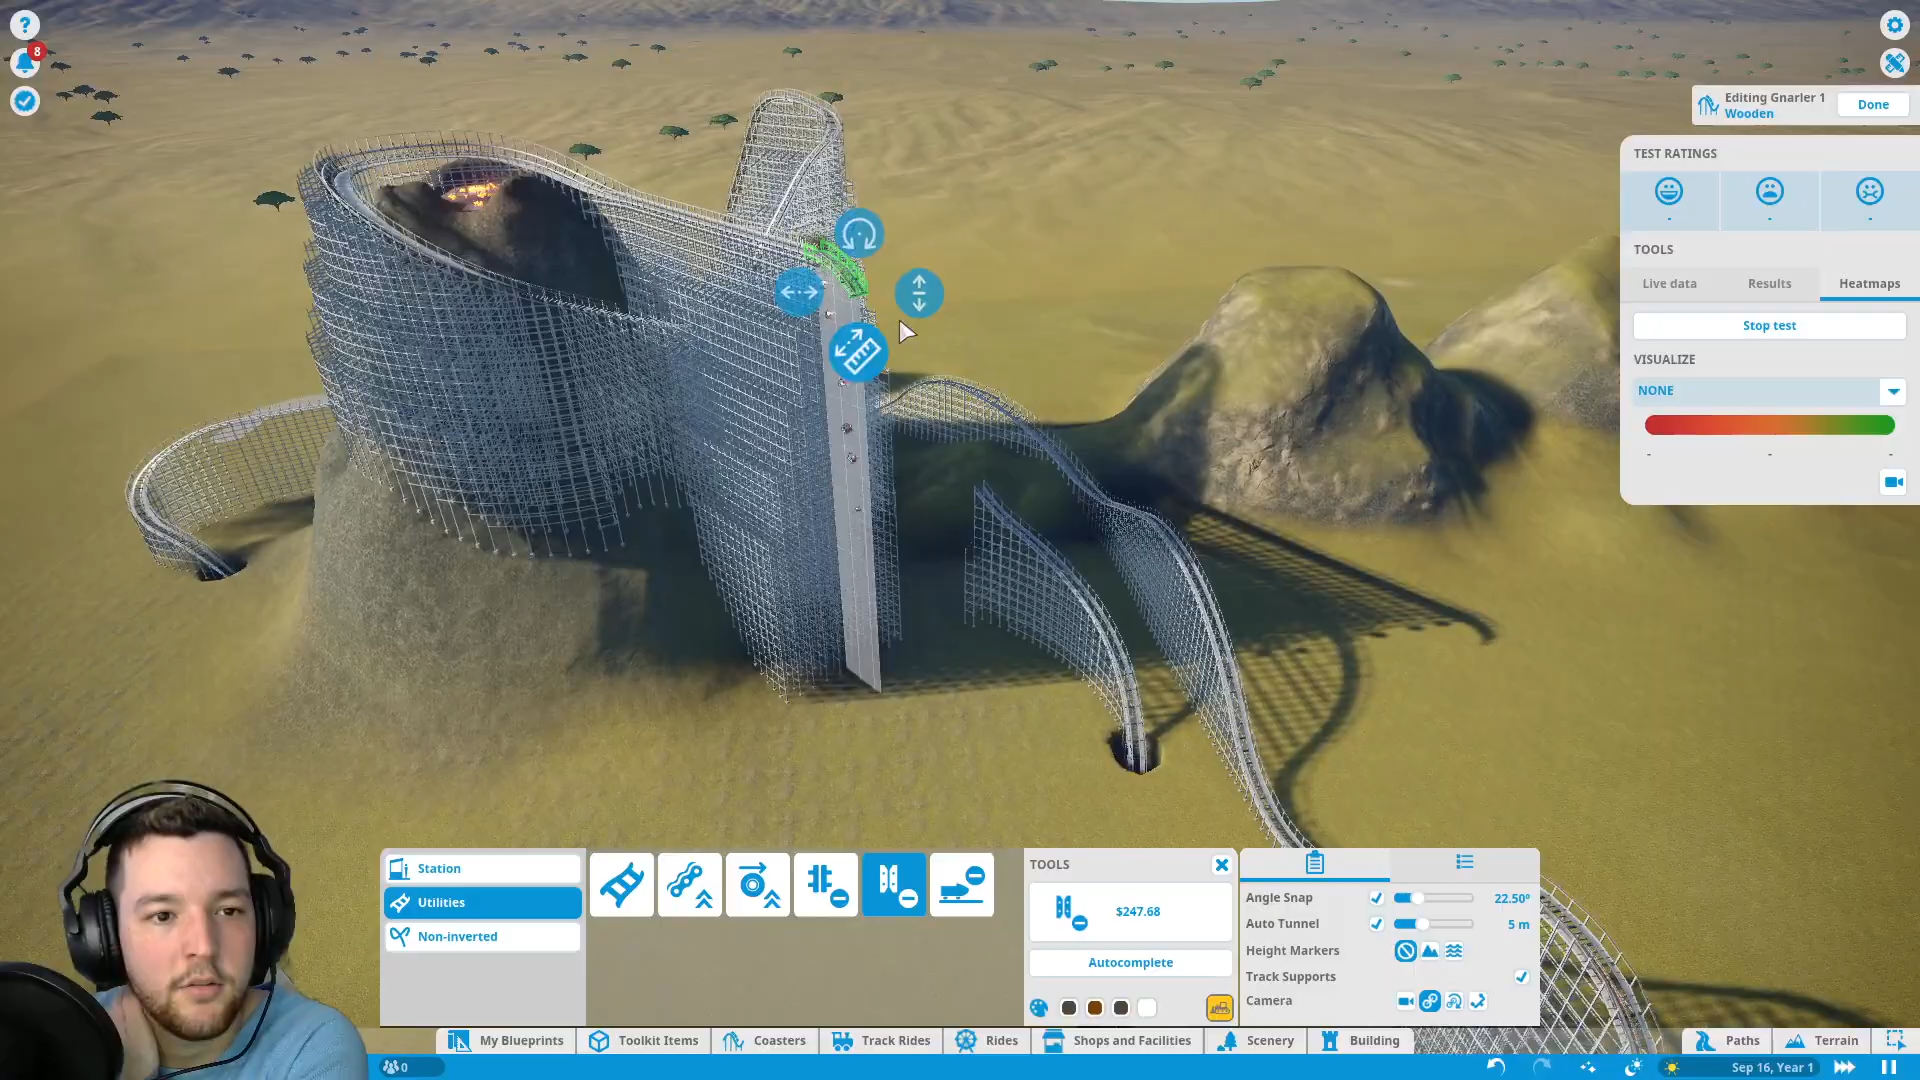 ?
8
Editing Gnarler 1
Wooden
Done
TEST RATINGS
- - -
TOOLS
Live data
Results
Heatmaps
Stop test
VISUALIZE
NONE
- - -
Station
Utilities
Non-inverted
TOOLS
$247.68
Autocomplete
Angle Snap
22.50°
Auto Tunnel
5 m
Height Markers
Track Supports
Camera
My Blueprints
Toolkit Items
Coasters
Track Rides
Rides
Shops and Facilities
Scenery
Building
Paths
Terrain
0
Sep 16, Year 1